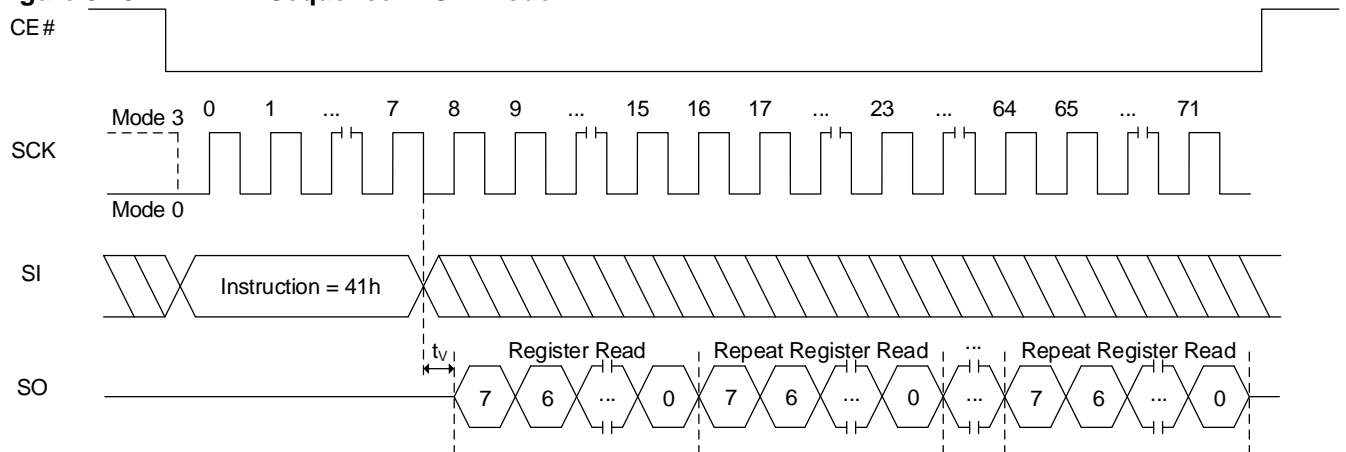 CE#
0 1 ... 7 8 9 ... 15 16 17 ... 23 ... 64 65 ... 71
Mode 3
SCK
Mode 0
SI
Instruction = 41h
tV
Register Read Repeat Register Read ... Repeat Register Read
SO
7 6 ... 0 7 6 ... 0 ... 7 6 ... 0